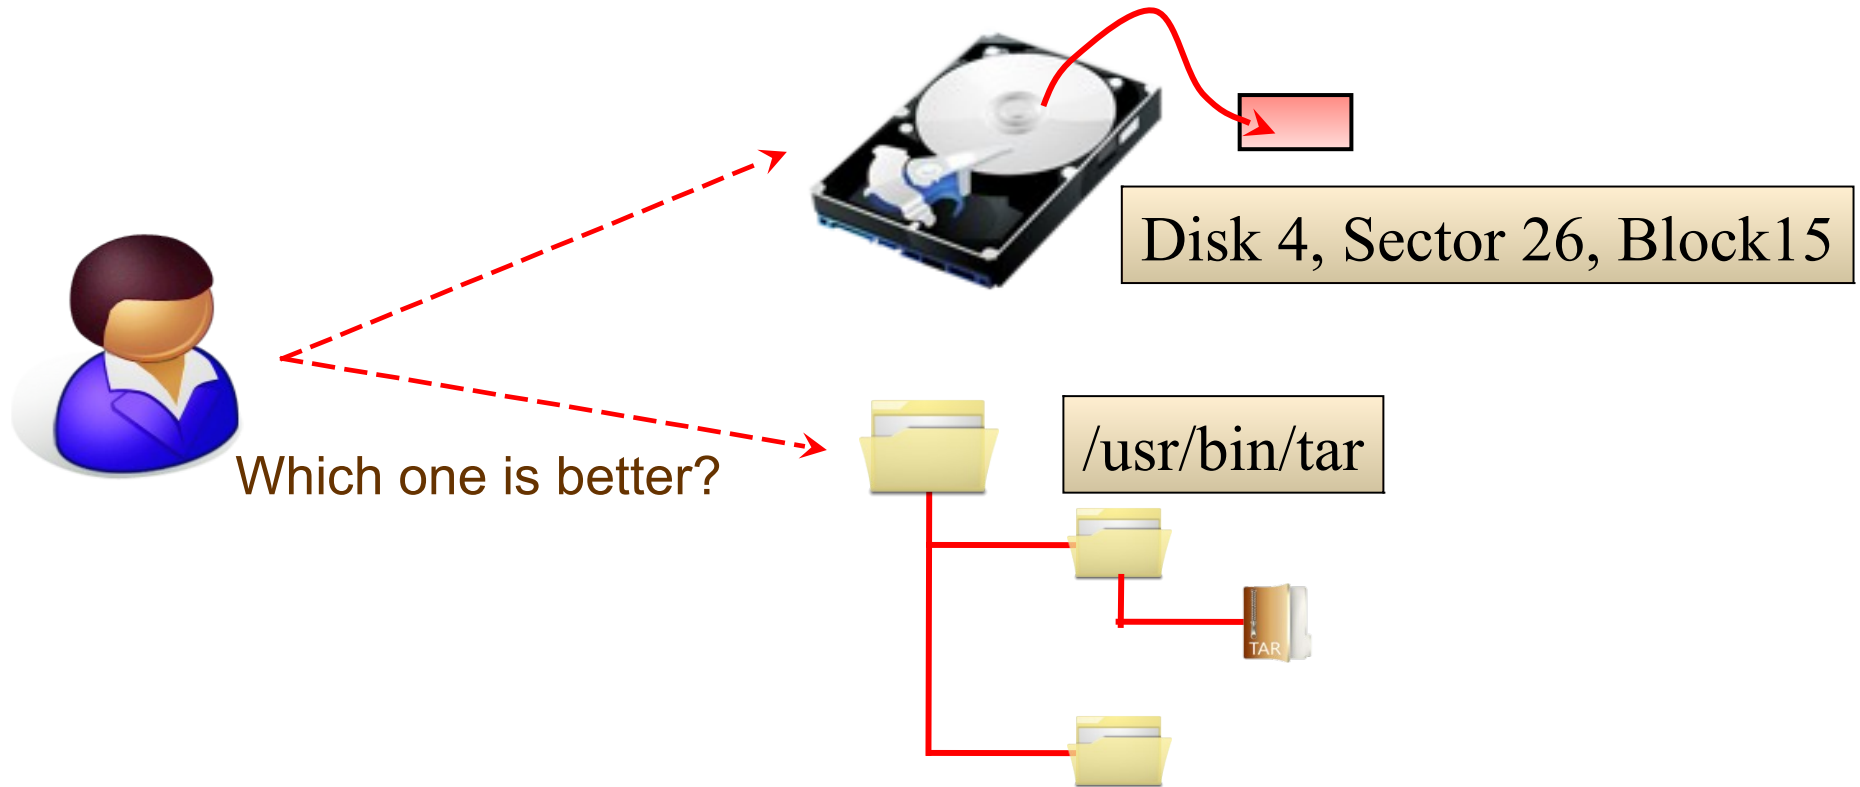 Disk 4, Sector 26, Block15
/usr/bin/tar
Which one is better?
TAR